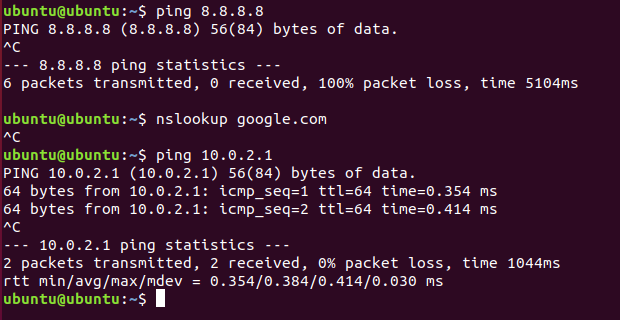 ubuntu@ubuntu:~$ ping 8.8.8.8
PING 8.8.8.8 (8.8.8.8) 56(84) bytes of data.
^C
--- 8.8.8.8 ping statistics ---
6 packets transmitted, 0 received, 100% packet loss, time 5104ms
ubuntu@ubuntu:~$ nslookup google.com
^C
ubuntu@ubuntu:~$ ping 10.0.2.1
PING 10.0.2.1 (10.0.2.1) 56(84) bytes of data.
64 bytes from 10.0.2.1: icmp_seq=1 ttl=64 time=0.354 ms
64 bytes from 10.0.2.1: icmp_seq=2 ttl=64 time=0.414 ms
^C
--- 10.0.2.1 ping statistics ---
2 packets transmitted, 2 received, 0% packet loss, time 1044ms
rtt min/avg/max/mdev = 0.354/0.384/0.414/0.030 ms
ubuntu@ubuntu:~$